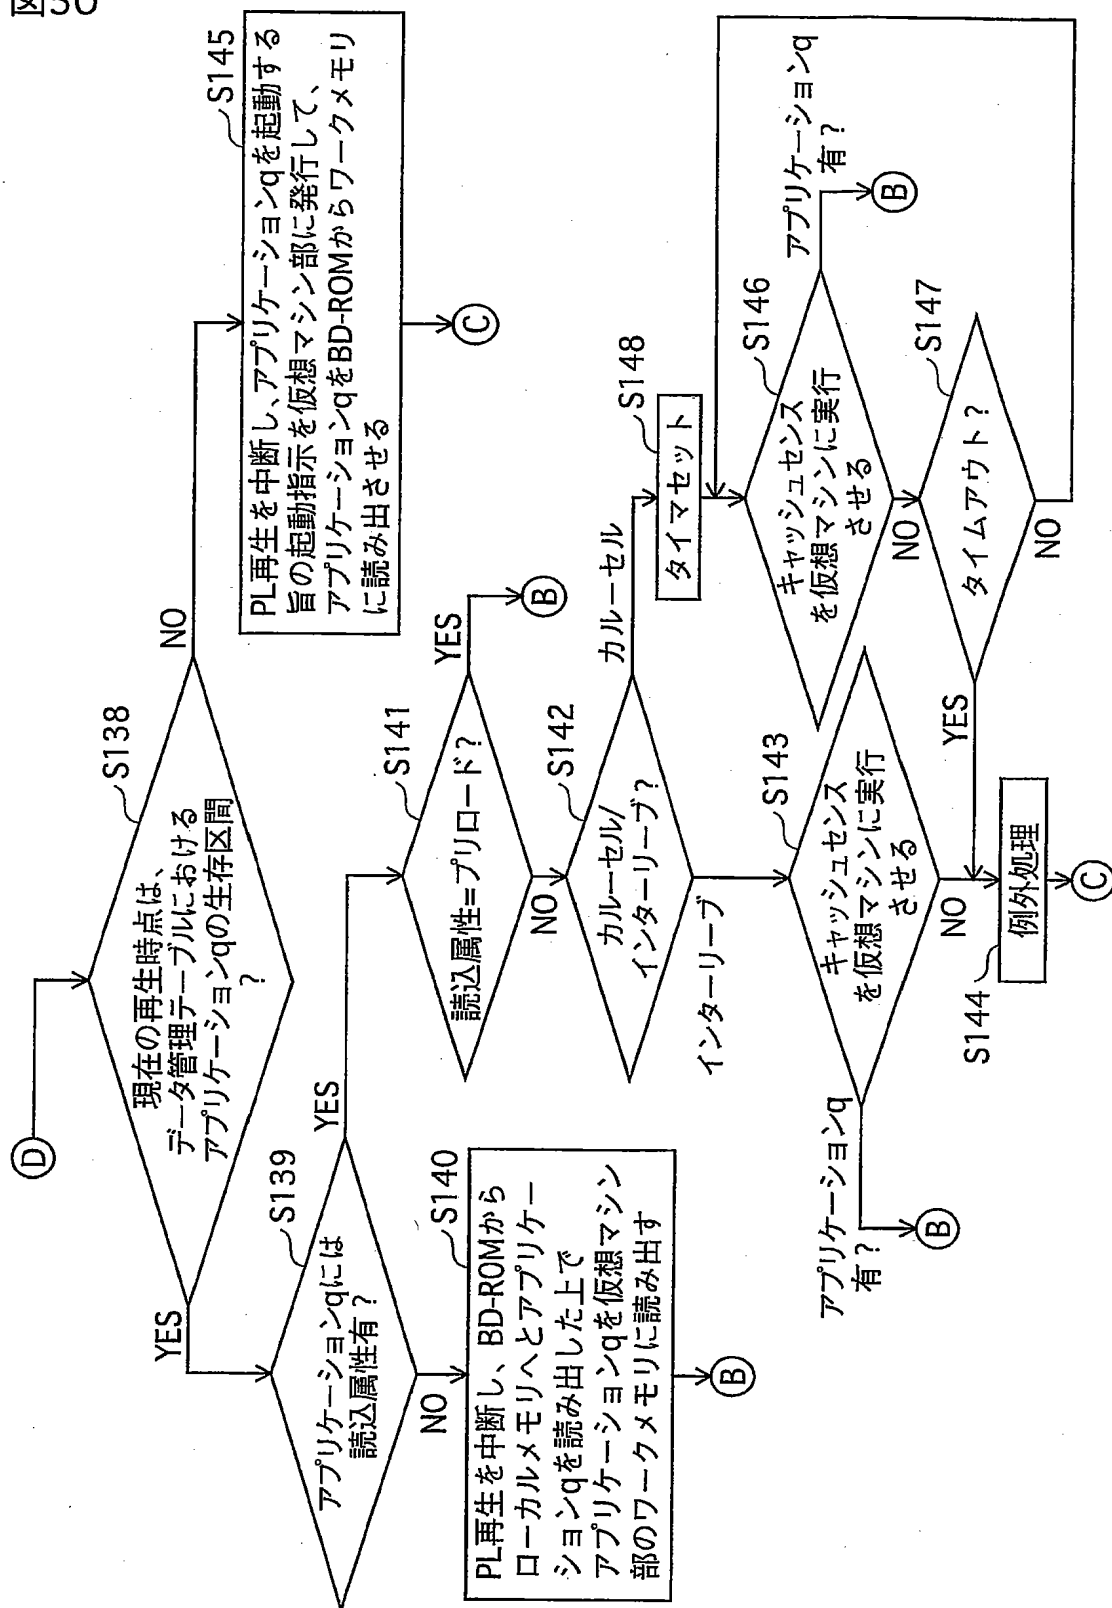 図50
D
S138
現在の再生時点は、
データ管理テーブルにおける
アプリケーションqの生存区間
?
YES
NO
S145
PL再生を中断し、アプリケーションqを起動する
旨の起動指示を仮想マシン部に発行して、
アプリケーションqをBD-ROMからワークメモリ
に読み出させる
C
S139
アプリケーションqには
読込属性有?
YES
NO
S140
PL再生を中断し、BD-ROMから
ローカルメモリへとアプリケー
ションqを読み出した上で
アプリケーションqを仮想マシン
部のワークメモリに読み出す
B
S141
読込属性=プリロード?
YES
B
NO
S142
カルーセル/
インターリーブ?
カルーセル
インターリーブ
S148
タイマセット
S143
キャッシュセンス
を仮想マシンに実行
させる
アプリケーションq
有?
B
NO
S146
キャッシュセンス
を仮想マシンに実行
させる
アプリケーションq
有?
B
NO
S147
タイムアウト?
YES
NO
S144
例外処理
C